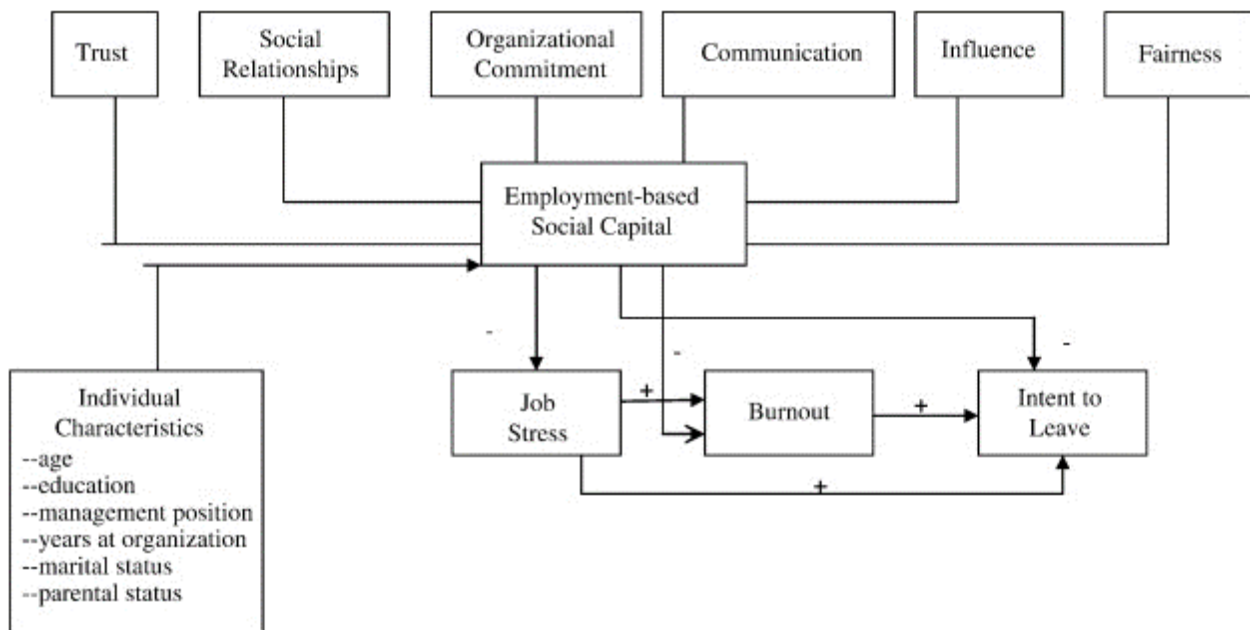 Trust
Social
Relationships
Organizational
Commitment
Communication
Influence
Fairness
Employment-based
Social Capital
-
-
-
Individual
Characteristics
--age
--education
--management position
--years at organization
--marital status
--parental status
Job
Stress
+
Burnout
+
Intent to
Leave
+